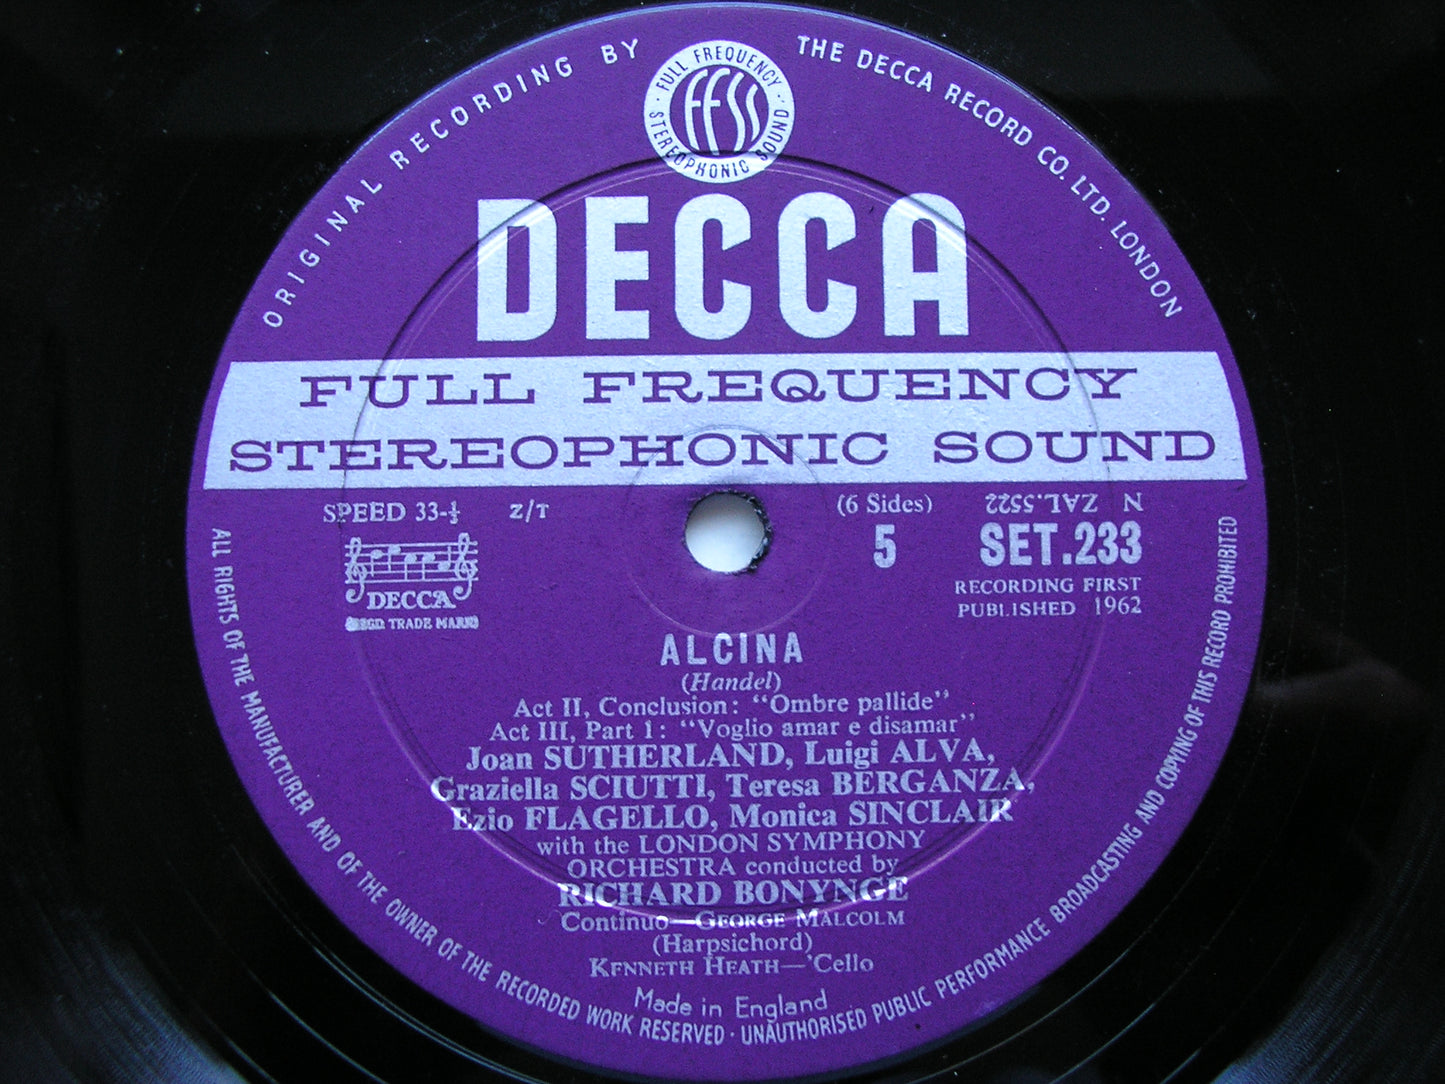 ORIGINAL RECORDING BY
THE DECCA RECORD CO. LTD. LONDON
FULL FREQUENCY
FFSS
STEREOPHONIC SOUND
DECCA
FULL FREQUENCY
STEREOPHONIC SOUND
SPEED 33-⅓ Z/T (6 Sides) N ZAL.5522
5 SET.233
DECCA
REGD. TRADE MARK
RECORDING FIRST
PUBLISHED 1962
ALCINA
(Handel)
Act II, Conclusion: "Ombre pallide"
Act III, Part 1: "Voglio amar e disamar"
Joan SUTHERLAND, Luigi ALVA,
Graziella SCIUTTI, Teresa BERGANZA,
Ezio FLAGELLO, Monica SINCLAIR
with the LONDON SYMPHONY
ORCHESTRA conducted by
RICHARD BONYNGE
Continuo—GEORGE MALCOLM
(Harpsichord)
KENNETH HEATH—'Cello
Made in England
ALL RIGHTS OF THE MANUFACTURER AND OF THE OWNER OF THE RECORDED WORK RESERVED · UNAUTHORISED PUBLIC PERFORMANCE BROADCASTING AND COPYING OF THIS RECORD PROHIBITED